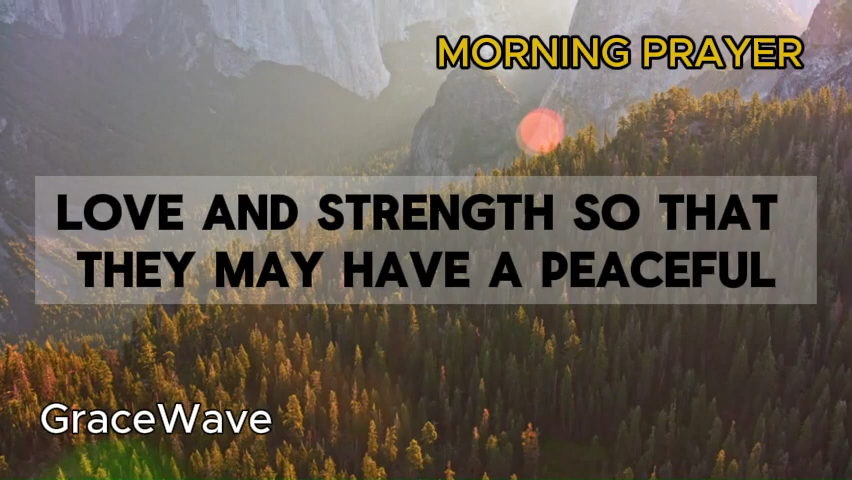 MORNING PRAYER
LOVE AND STRENGTH SO THAT
THEY MAY HAVE A PEACEFUL
GraceWave